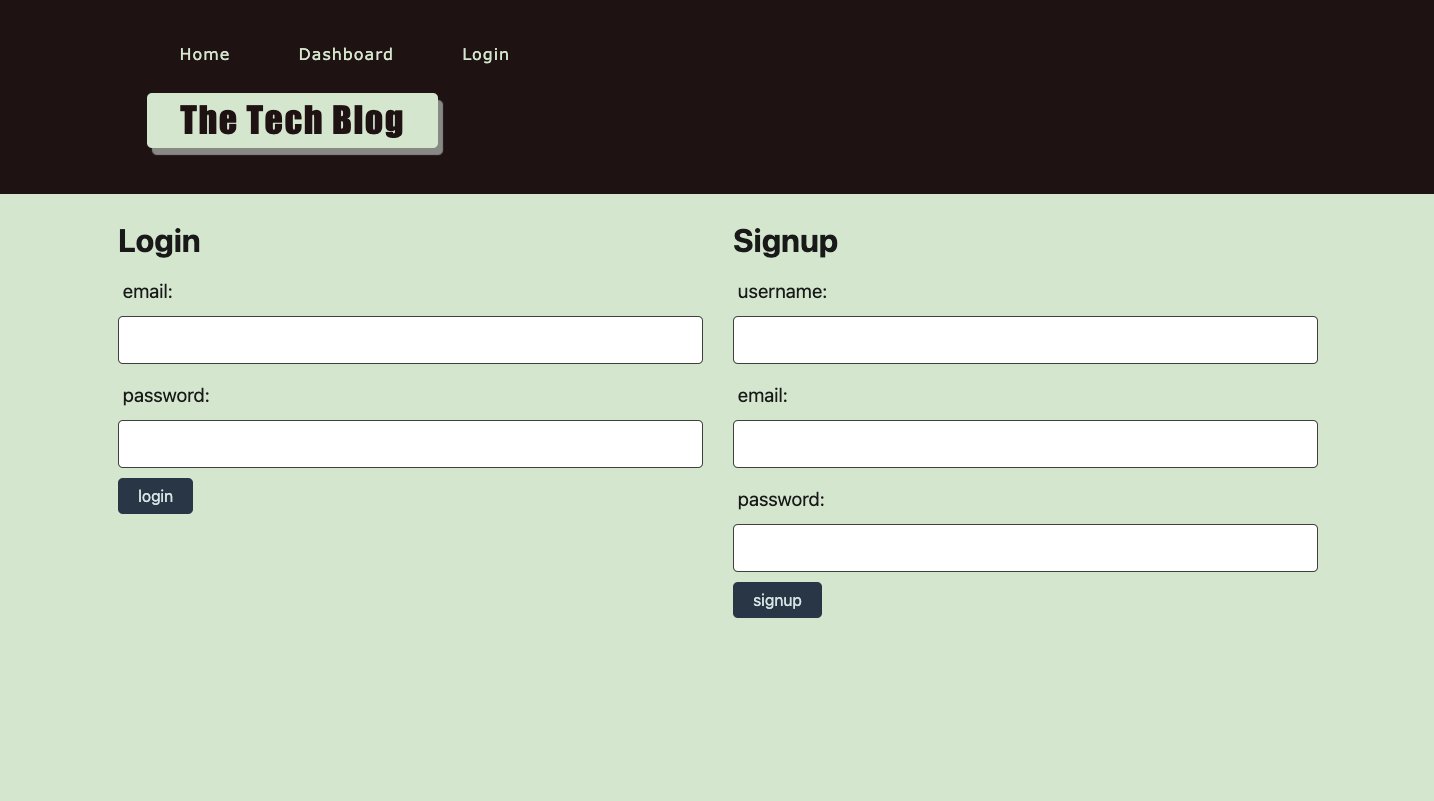 Home Dashboard Login
The Tech Blog
Login
email:
password:
login
Signup
username:
email:
password:
signup